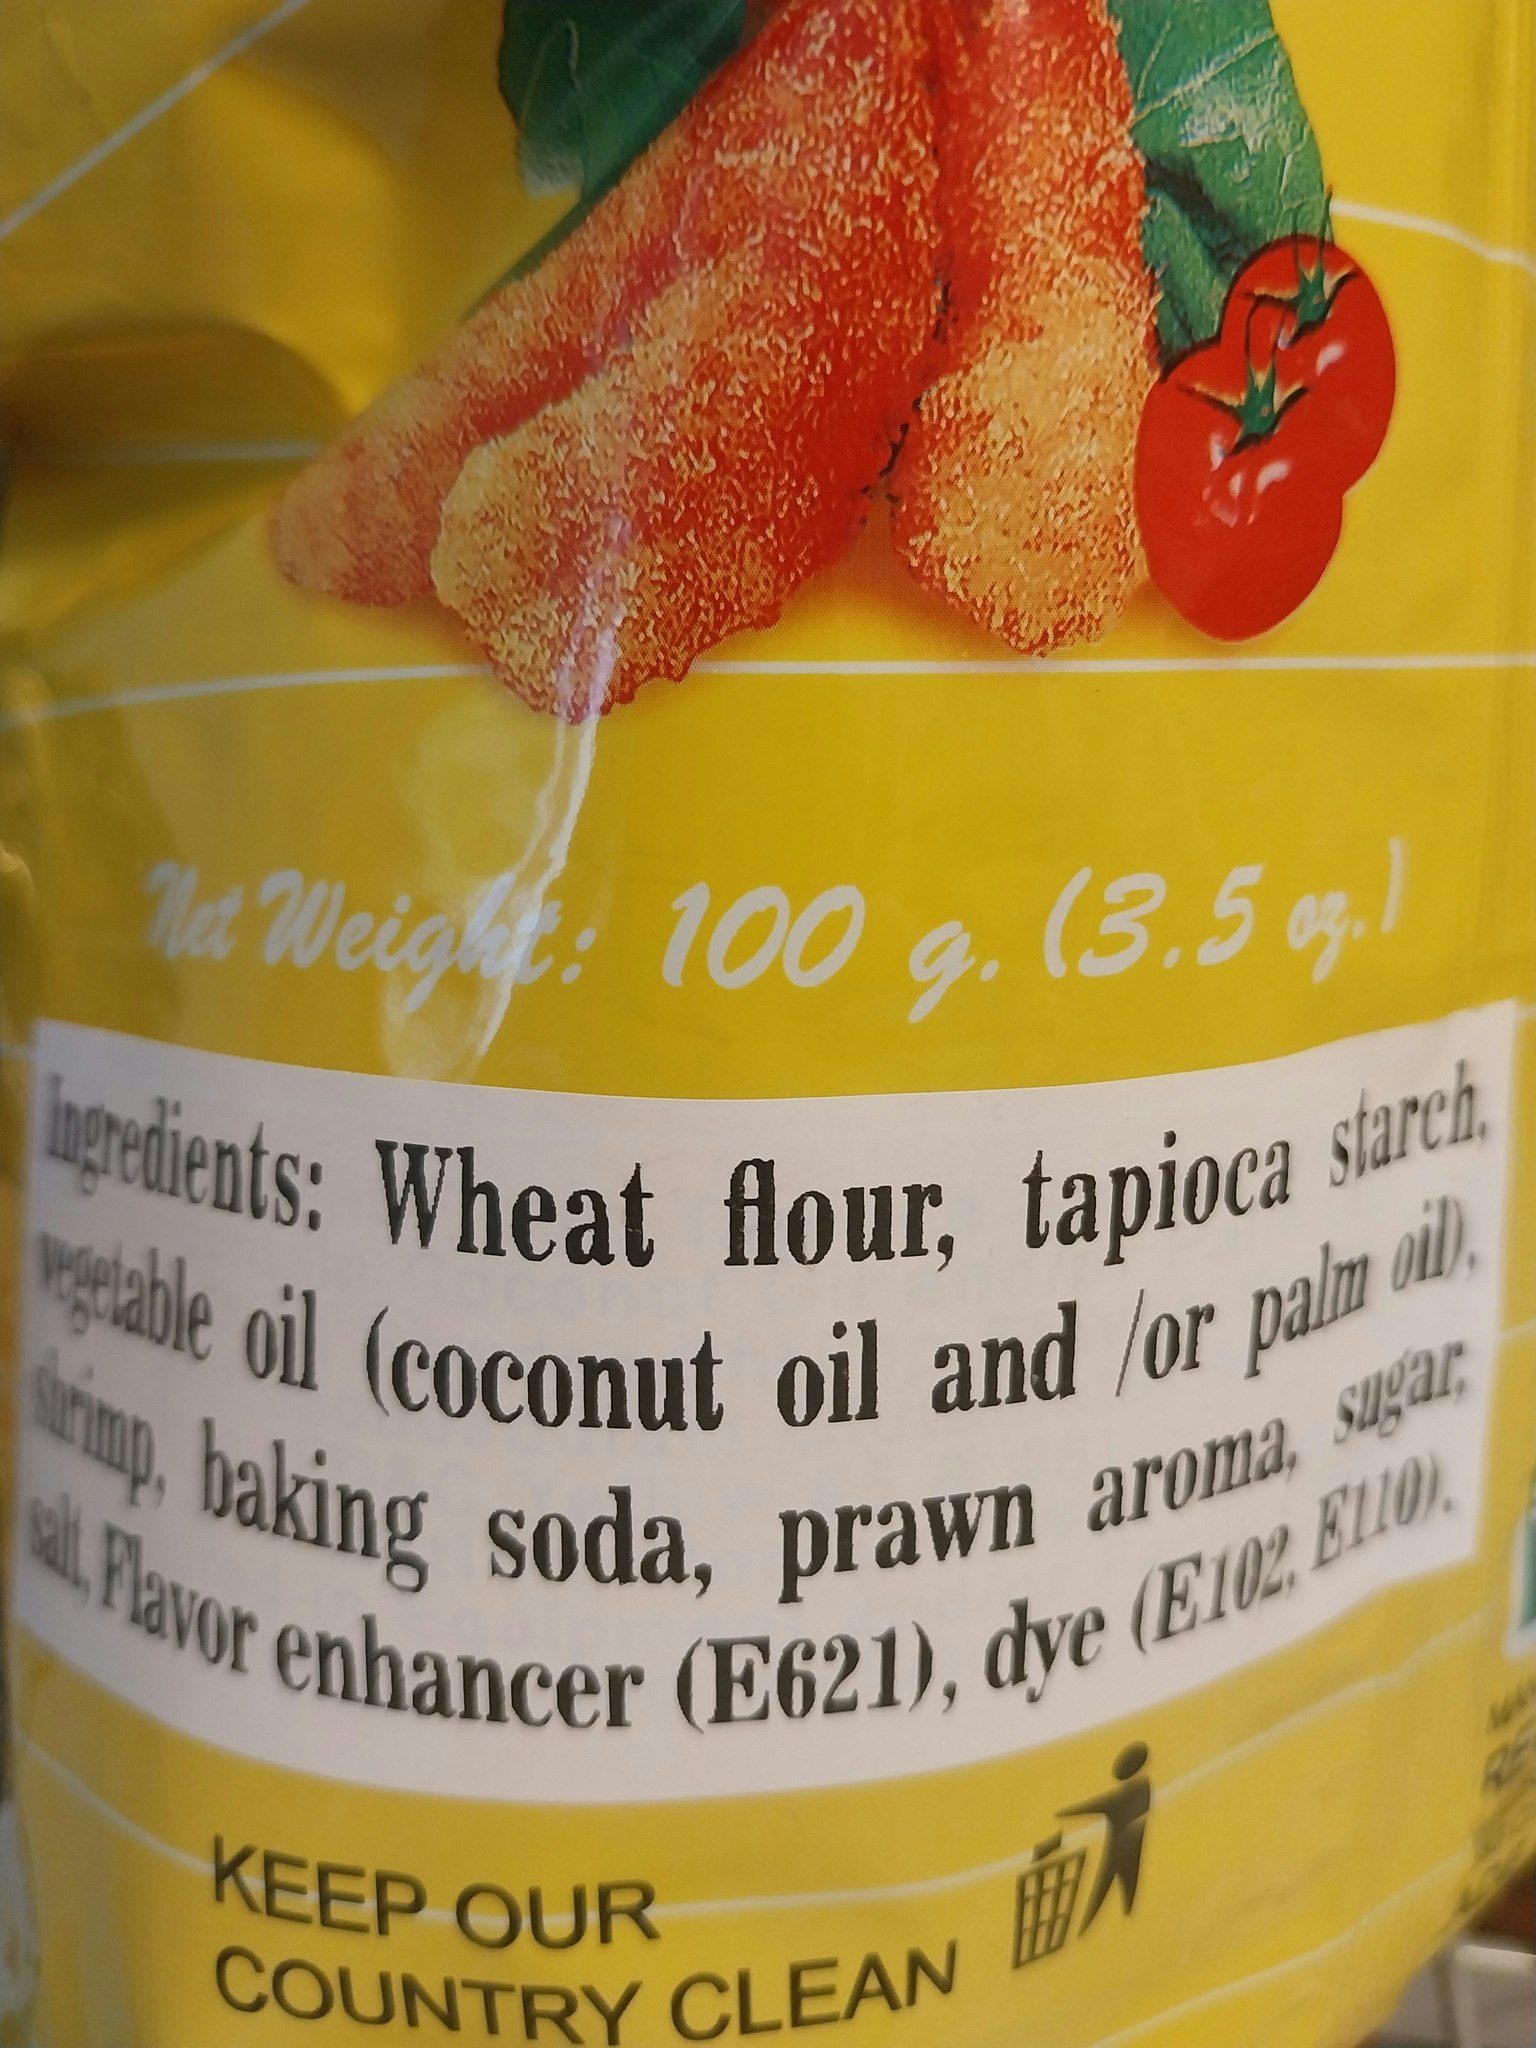 Net Weight: 100 g. (3.5 oz.)
Ingredients: Wheat flour, tapioca starch,
vegetable oil (coconut oil and /or palm oil),
shrimp, baking soda, prawn aroma, sugar,
salt, Flavor enhancer (E621), dye (E102, E110).
KEEP OUR
COUNTRY CLEAN